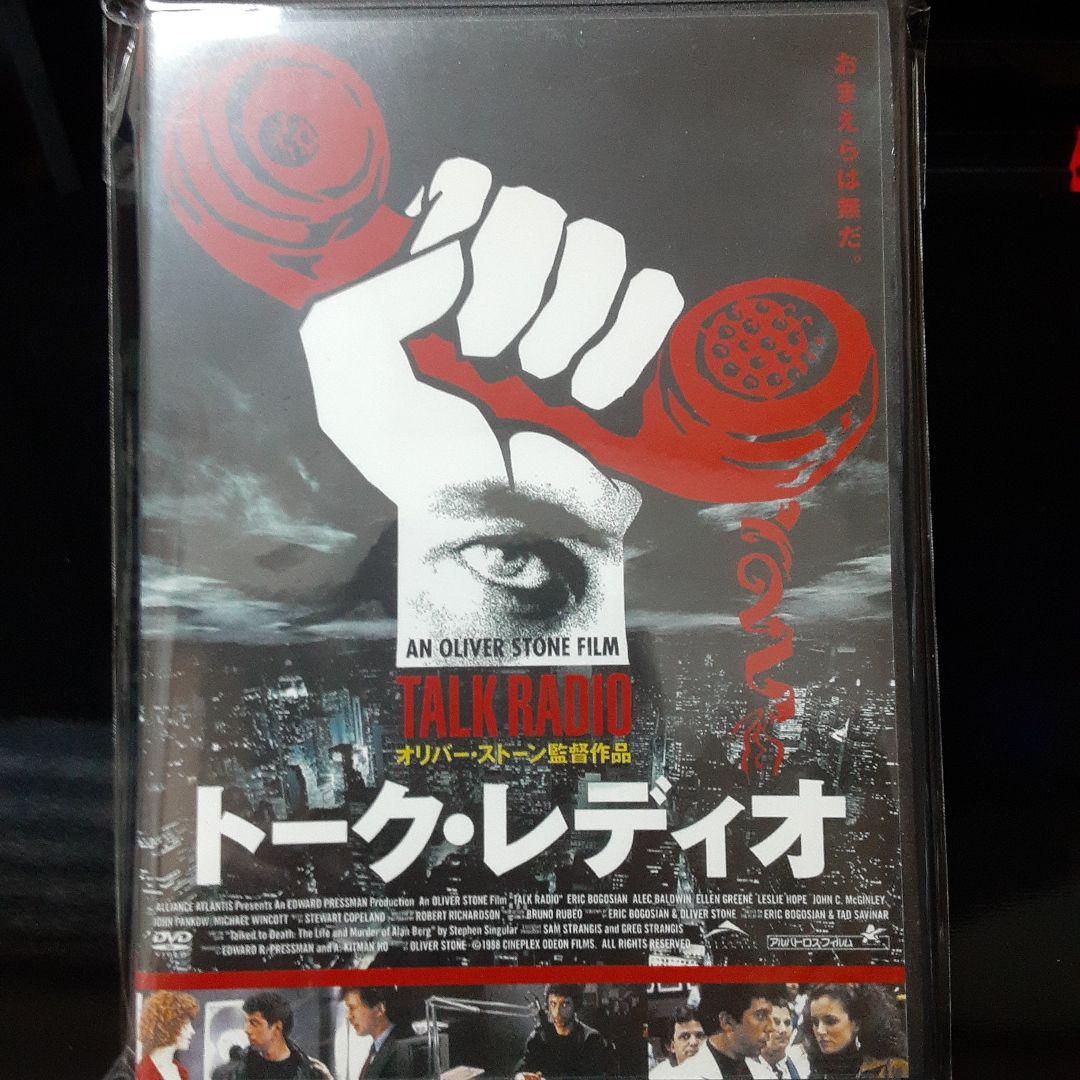 おまえらは無だ。
AN OLIVER STONE FILM
TALK RADIO
オリバー・ストーン監督作品
トーク・レディオ
ALLIANCE ATLANTIS Presents An EDWARD PRESSMAN Production An OLIVER STONE Film "TALK RADIO" ERIC BOGOSIAN ALEC BALDWIN ELLEN GREENE LESLIE HOPE JOHN C. McGINLEY
JOHN PANKOW MICHAEL WINCOTT STEWART COPELAND ROBERT RICHARDSON BRUNO RUBEO ERIC BOGOSIAN & OLIVER STONE ERIC BOGOSIAN & TAD SAVINAR
"Talked to Death: The Life and Murder of Alan Berg" by Stephen Singular SAM STRANGIS and GREG STRANGIS
EDWARD R. PRESSMAN and A. KITMAN HO OLIVER STONE ©1988 CINEPLEX ODEON FILMS. ALL RIGHTS RESERVED
DVD
アルバトロス・フィルム